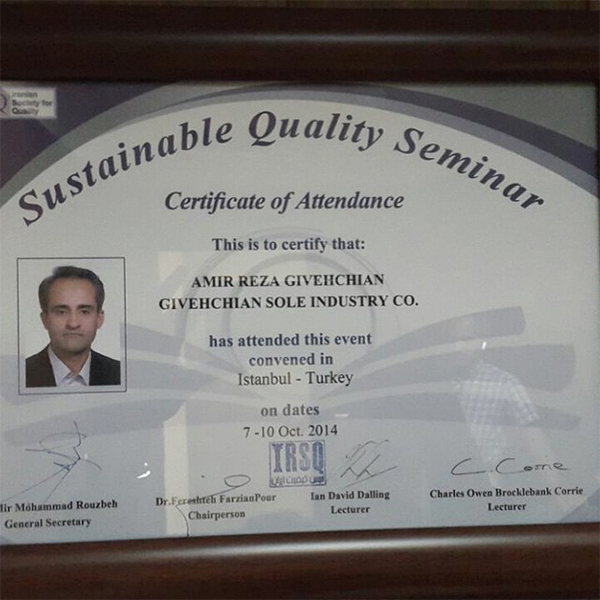 Iranian
Society for
Quality
Sustainable Quality Seminar
Certificate of Attendance
This is to certify that:
AMIR REZA GIVEHCHIAN
GIVEHCHIAN SOLE INDUSTRY CO.
has attended this event
convened in
Istanbul - Turkey
on dates
7 -10 Oct. 2014
IRSQ
C. Corrie
Mohammad Rouzbeh
General Secretary
Dr.Fereshteh FarzianPour
Chairperson
Ian David Dalling
Lecturer
Charles Owen Brocklebank Corrie
Lecturer